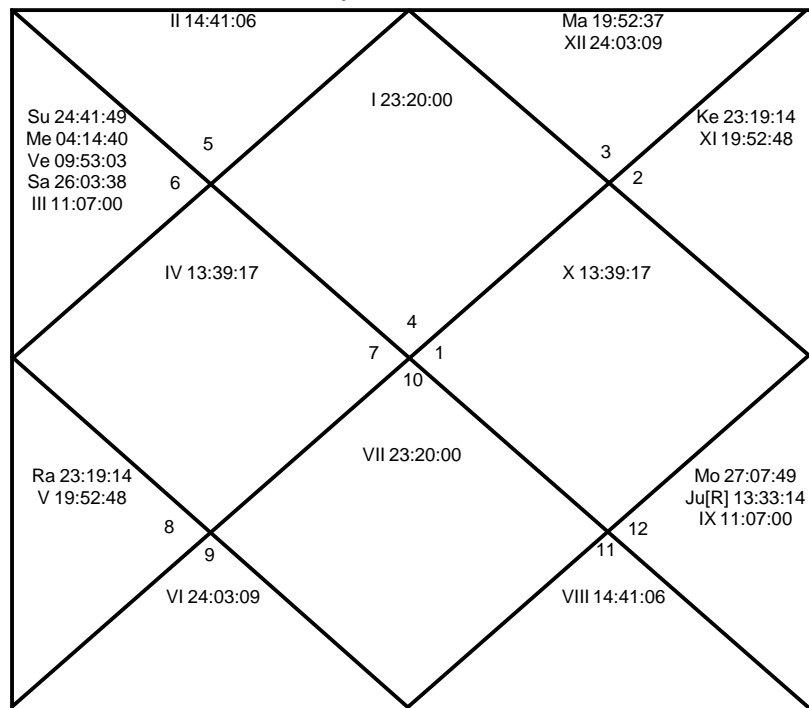 II 14:41:06
Ma 19:52:37
XII 24:03:09
I 23:20:00
Su 24:41:49
Me 04:14:40
Ve 09:53:03
Sa 26:03:38
III 11:07:00
5
6
3
2
Ke 23:19:14
XI 19:52:48
IV 13:39:17
X 13:39:17
4
7
1
10
VII 23:20:00
Ra 23:19:14
V 19:52:48
Mo 27:07:49
Ju[R] 13:33:14
IX 11:07:00
8
9
12
11
VI 24:03:09
VIII 14:41:06